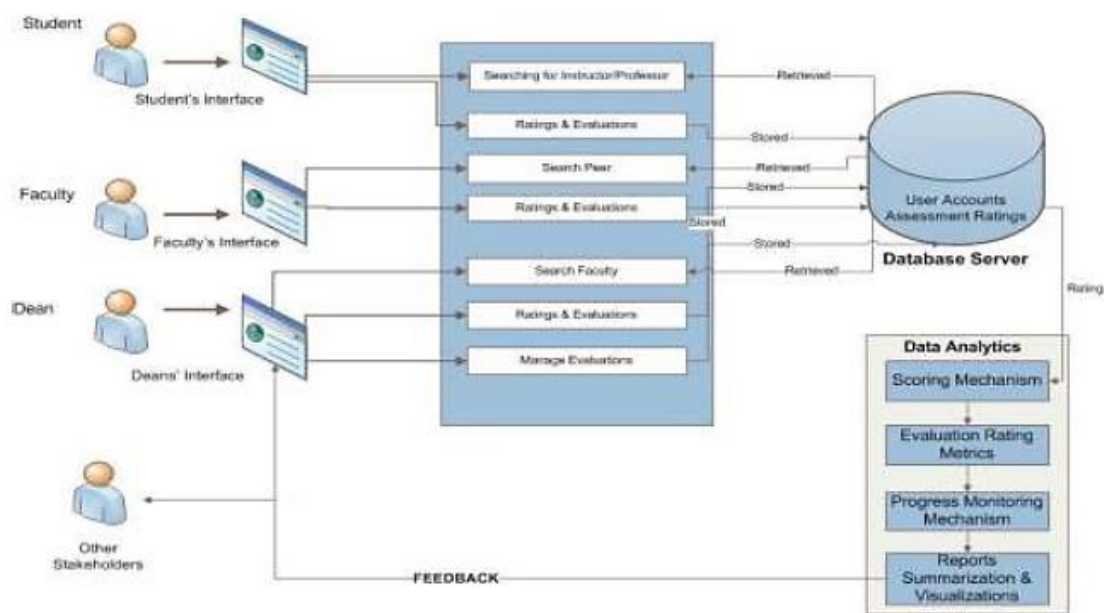 Student
Student's Interface
Searching for Instructor/Professor
Retrieved
Ratings & Evaluations
Stored
Search Peer
Retrieved
Faculty
Faculty's Interface
Ratings & Evaluations
Stored
Stored
User Accounts
Assessment Ratings
Database Server
Stored
Search Faculty
Retrieved
Rating
Dean
Deans' Interface
Ratings & Evaluations
Manage Evaluations
Data Analytics
Scoring Mechanism
Evaluation Rating
Metrics
Progress Monitoring
Mechanism
Reports
Summarization &
Visualizations
Other
Stakeholders
FEEDBACK